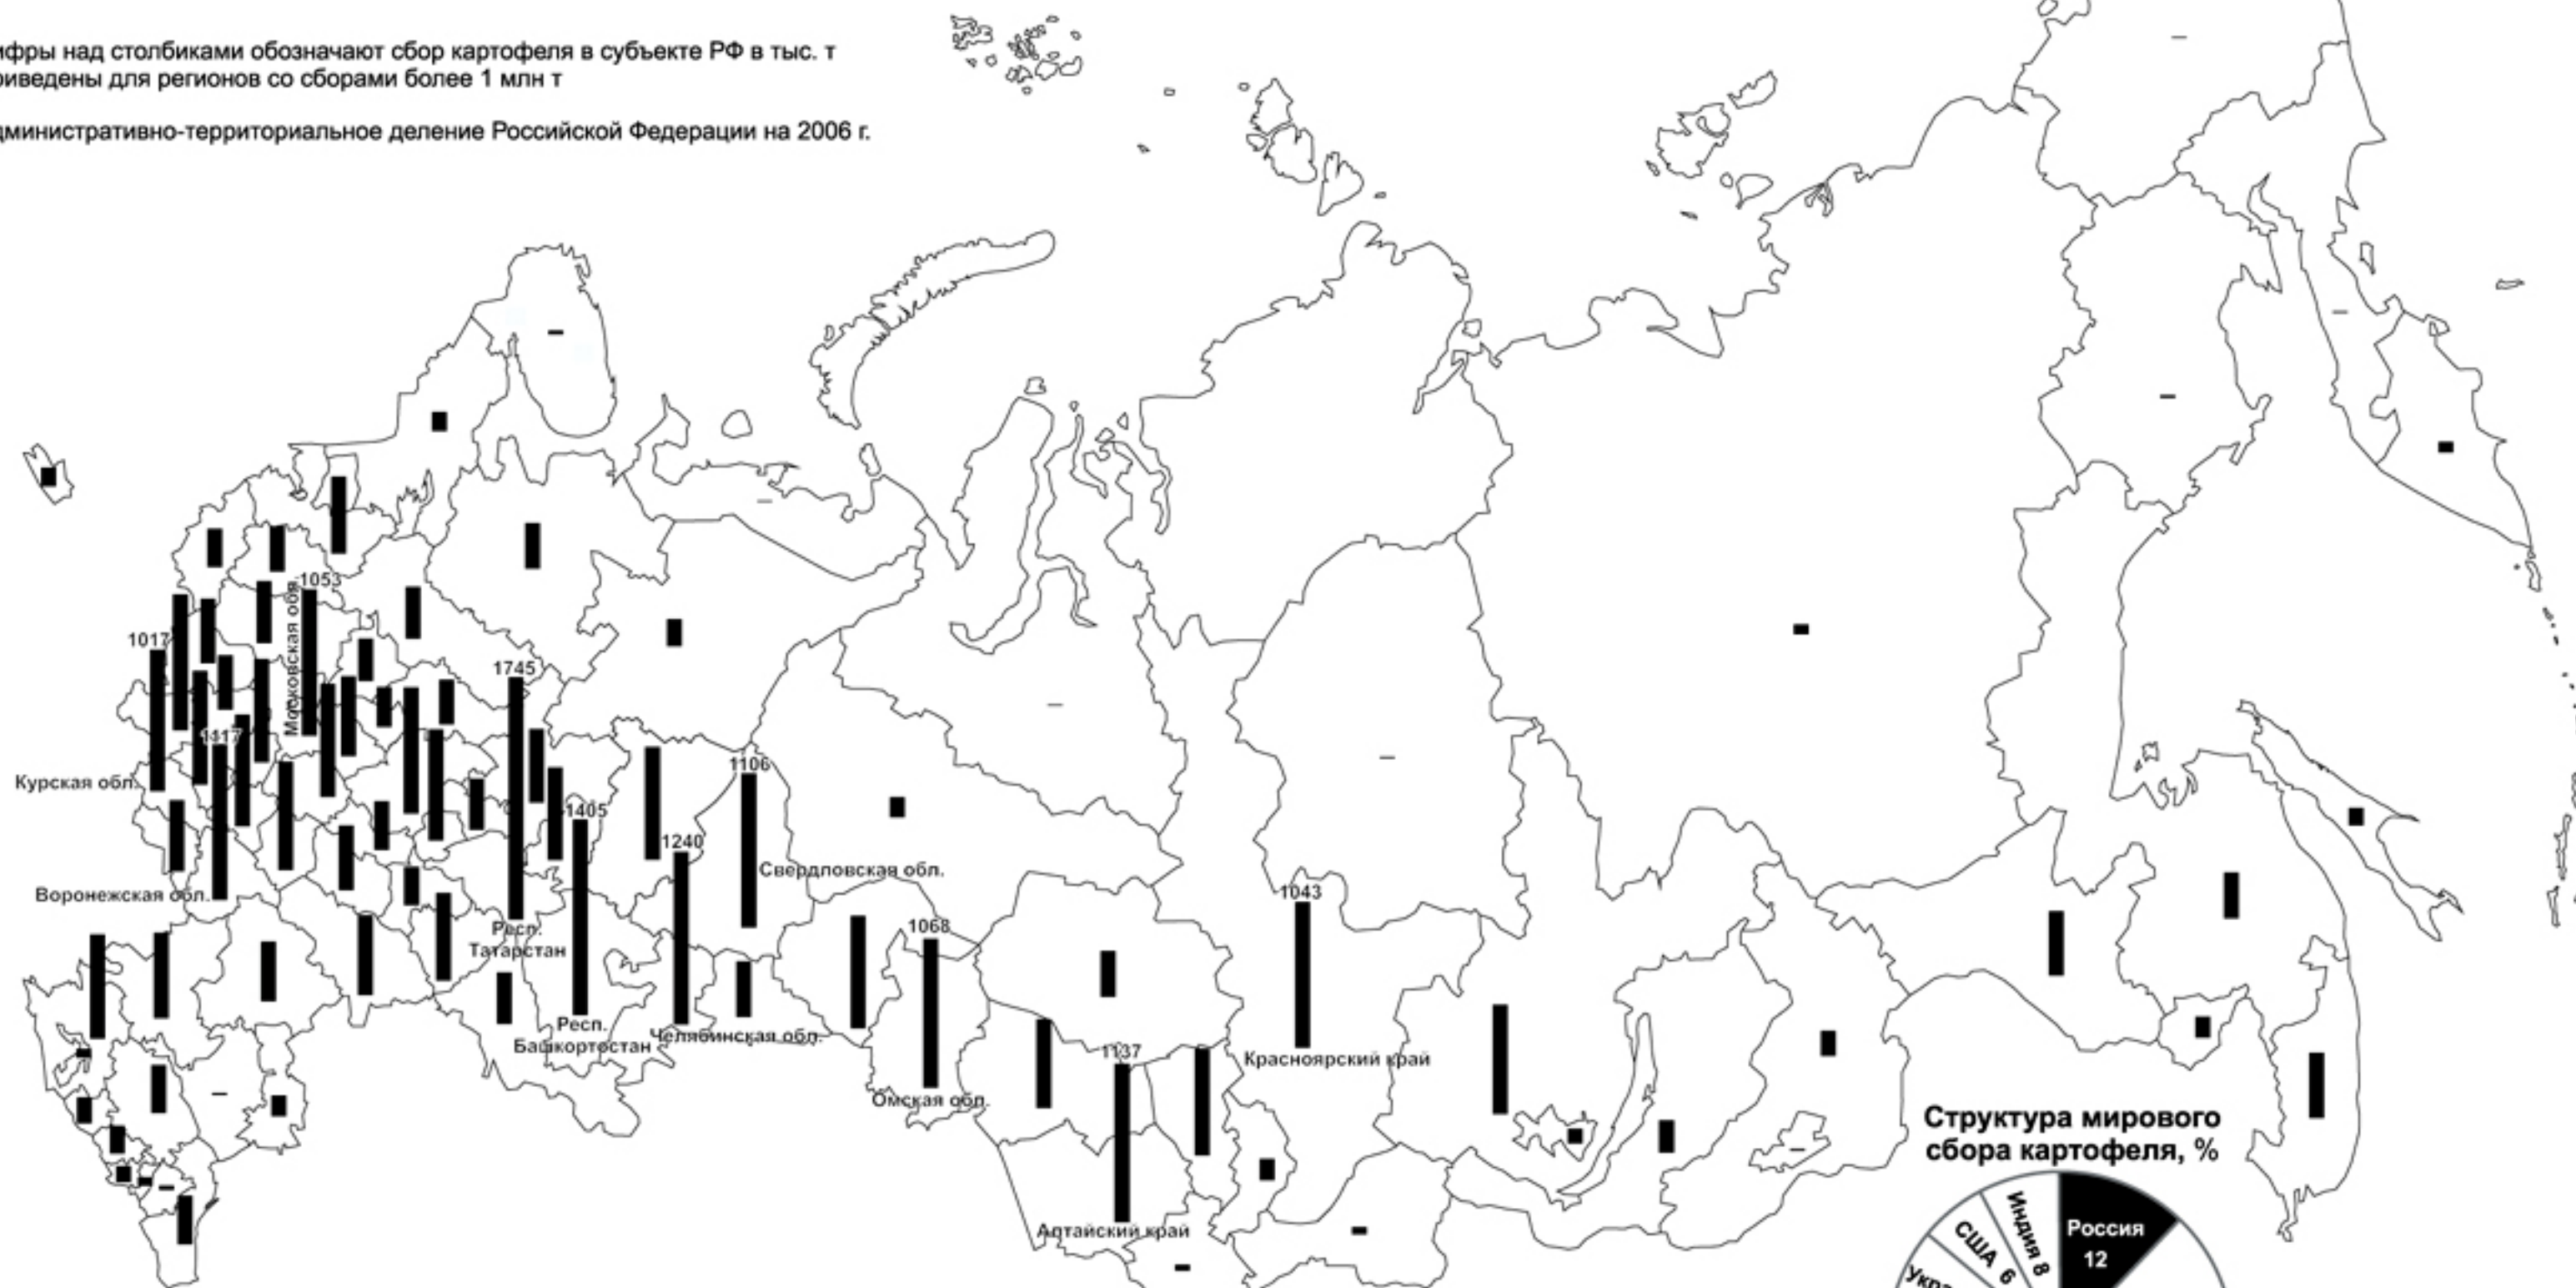 ифры над столбиками обозначают сбор картофеля в субъекте РФ в тыс. т
риведены для регионов со сборами более 1 млн т
дминистративно-территориальное деление Российской Федерации на 2006 г.
1053
Московская обл.
1017
1745
1417
1106
Курская обл.
1405
1240
Свердловская обл.
Воронежская обл.
1043
1068
Респ.
Татарстан
Респ.
Башкортостан
Челябинская обл.
1137
Красноярский край
Омская обл.
Структура мирового
сбора картофеля, %
Индия 8
Россия
12
США 6
Укра
Алтайский край